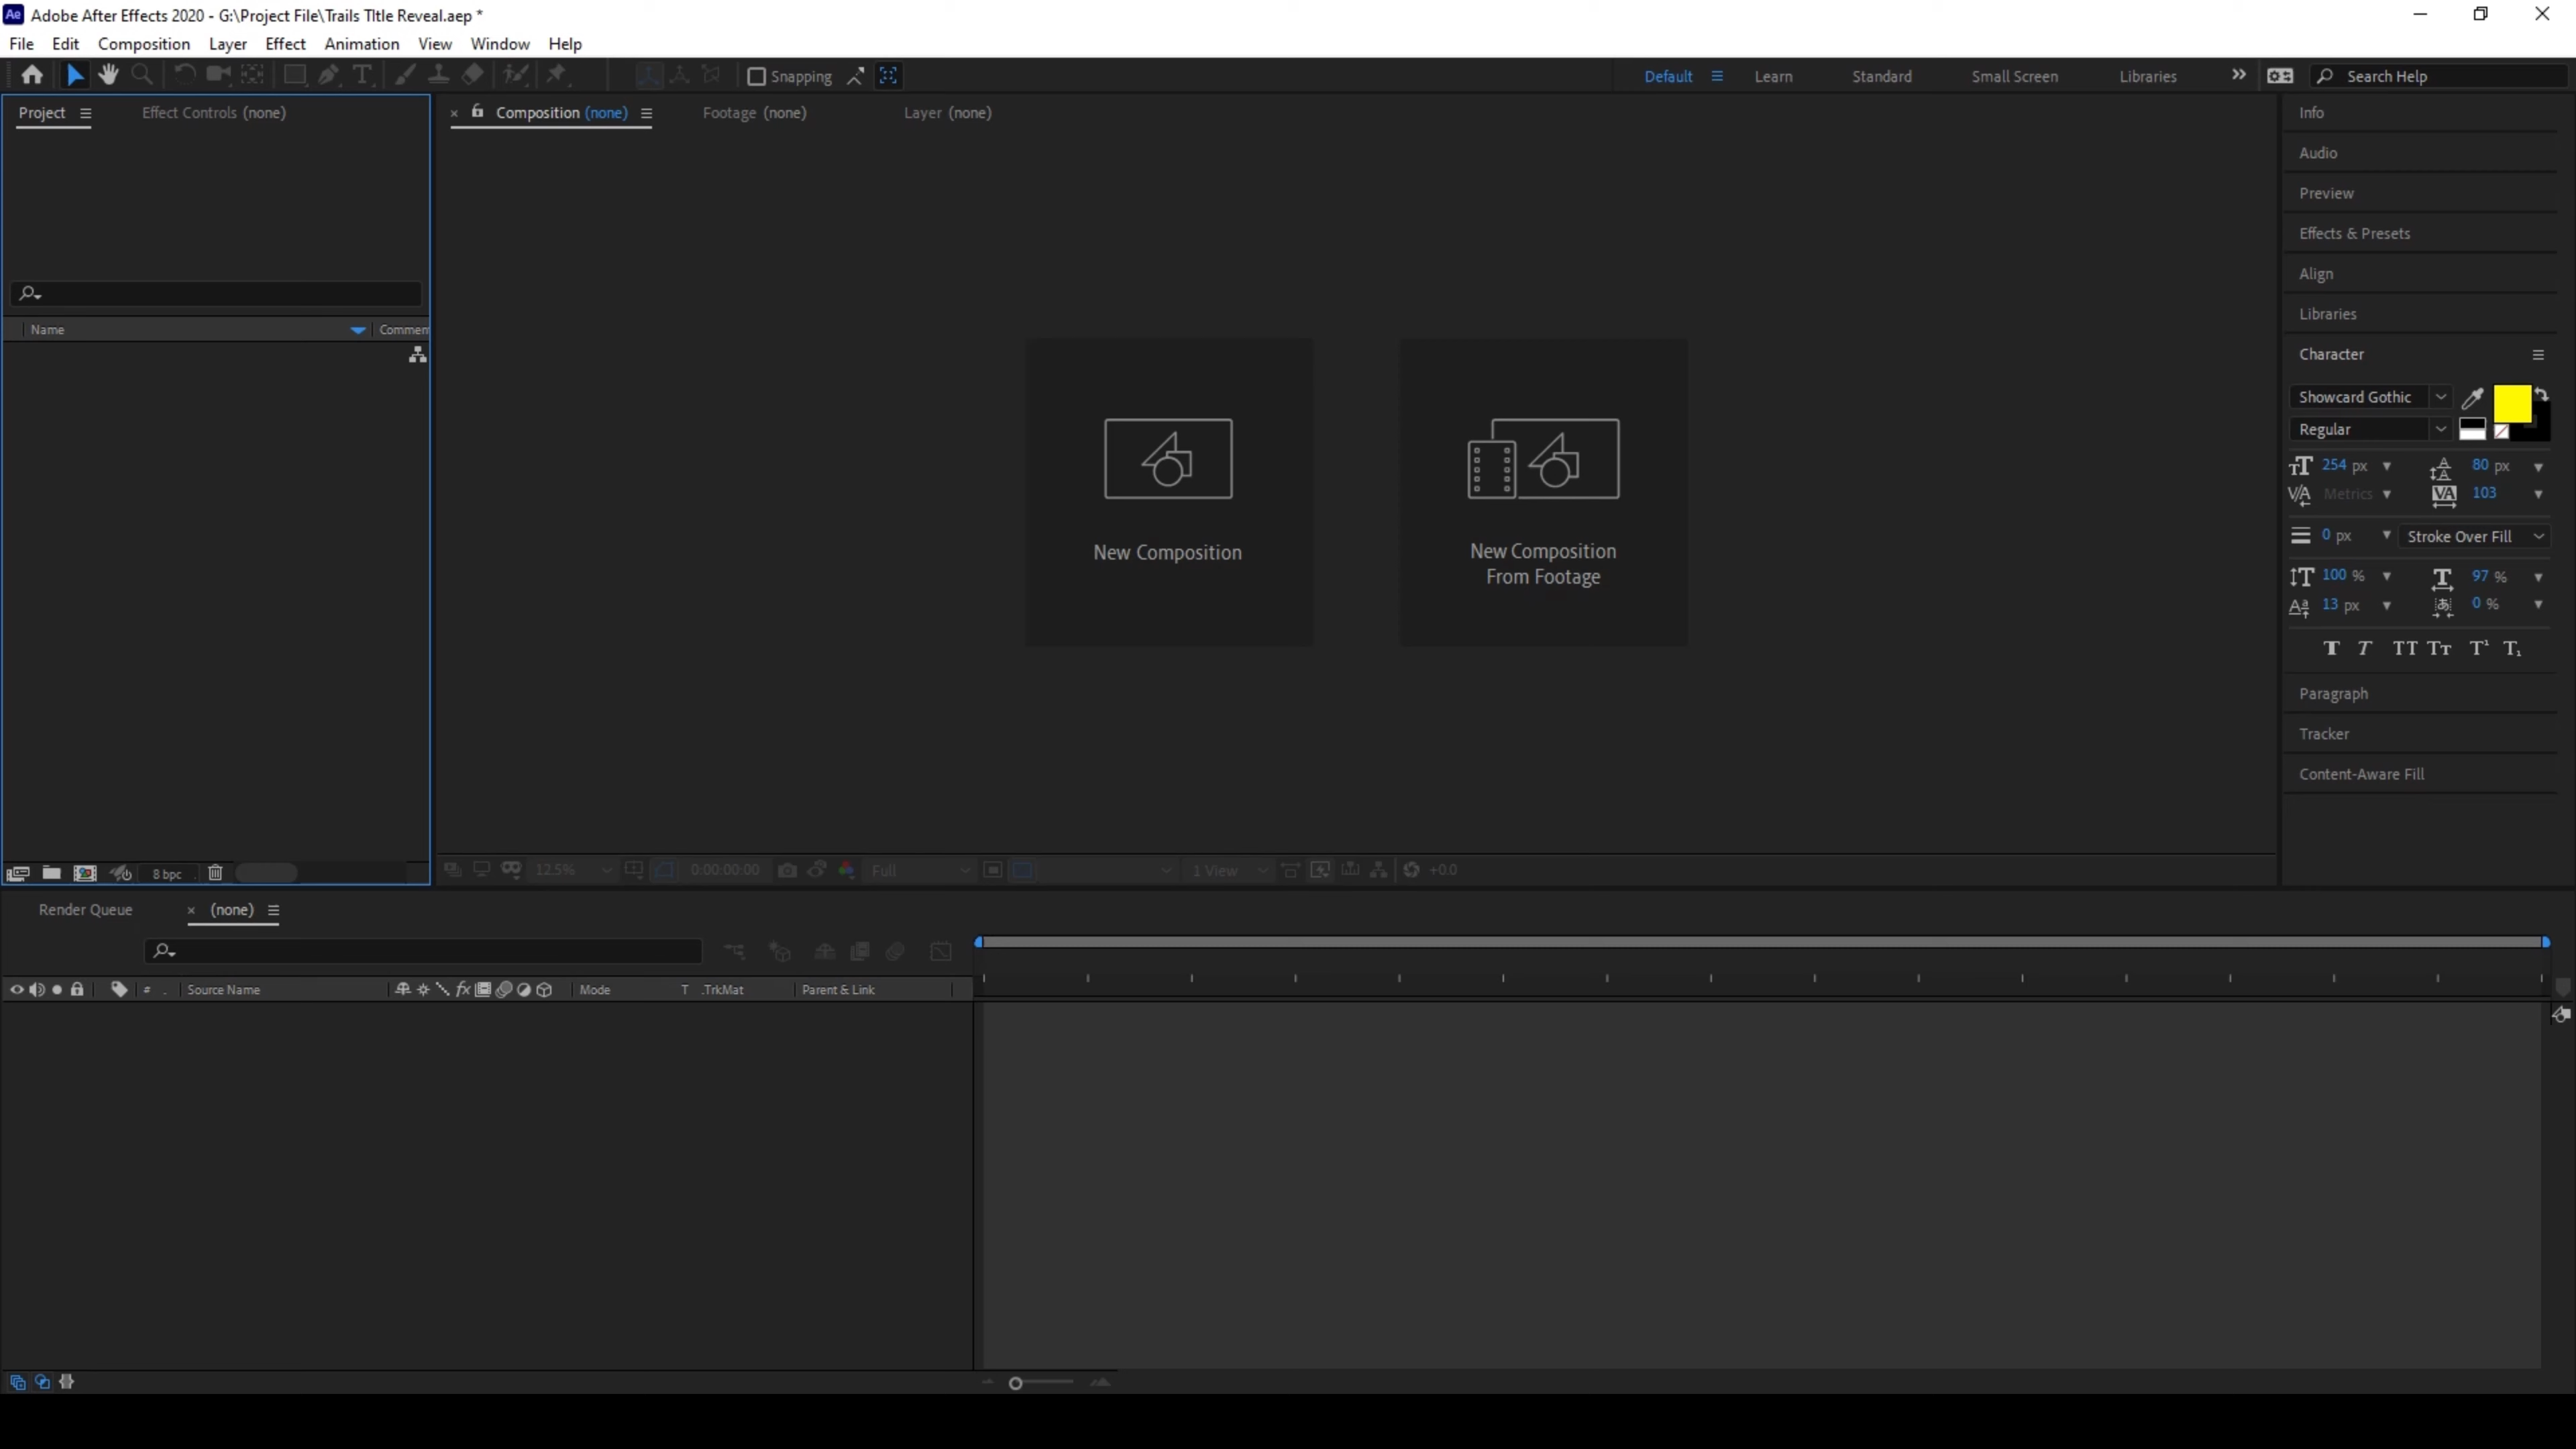 Ae Adobe After Effects 2020 - G:\Project File\Trails TItle Reveal.aep *
File Edit Composition Layer Effect Animation View Window Help
Snapping Default Learn Standard Small Screen Libraries Search Help
Project Effect Controls (none) Composition (none) Footage (none) Layer (none) Info
Audio
Preview
Effects & Presets
Align
Libraries
Name Commen
Character
Showcard Gothic
Regular
254 px 80 px
Metrics 103
0 px Stroke Over Fill
New Composition
New Composition
From Footage
100 % 97 %
13 px 0 %
Paragraph
Tracker
Content-Aware Fill
8 bpc 12.5% 0:00:00:00 Full 1 View +0.0
Render Queue (none)
# Source Name fx Mode T .TrkMat Parent & Link